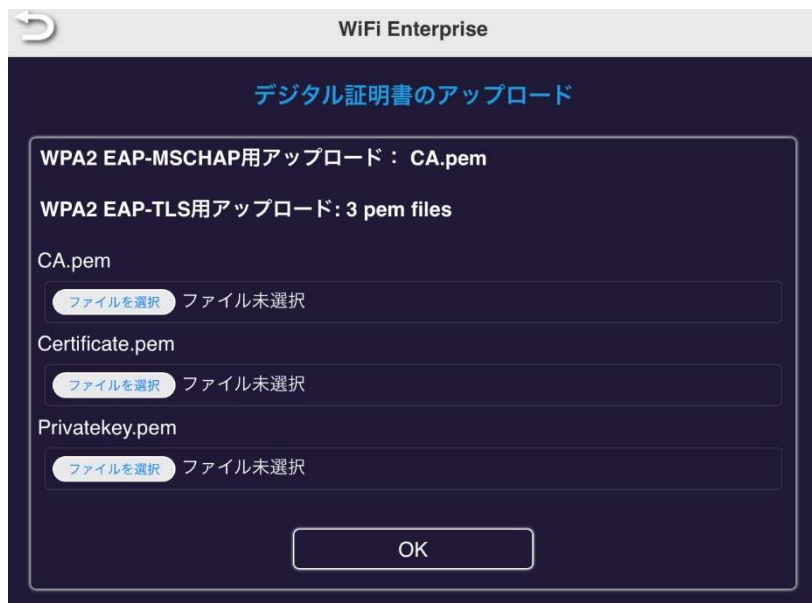 WiFi Enterprise
デジタル証明書のアップロード
WPA2 EAP-MSCHAP用アップロード： CA.pem
WPA2 EAP-TLS用アップロード: 3 pem files
CA.pem
ファイルを選択 ファイル未選択
Certificate.pem
ファイルを選択 ファイル未選択
Privatekey.pem
ファイルを選択 ファイル未選択
OK